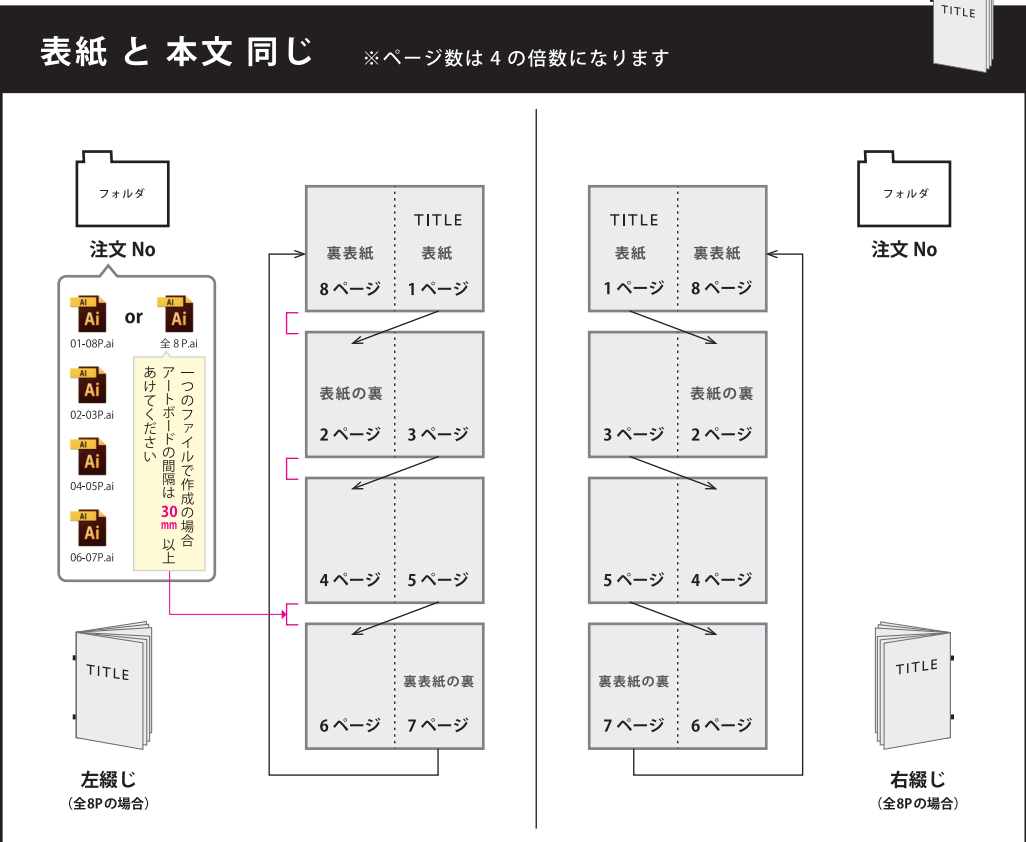 TITLE
表紙 と 本文 同じ ※ページ数は 4 の倍数になります
フォルダ
注文 No
Ai
Ai
or
Ai
Ai
01-08P.ai
全 8 P.ai
Ai
Ai
02-03P.ai
Ai
Ai
04-05P.ai
Ai
Ai
06-07P.ai
一つのファイルで作成の場合
アートボードの間隔は 30 mm 以上
あけてください
TITLE
左綴じ
(全8Pの場合)
TITLE
裏表紙 表紙
8 ページ 1 ページ
表紙の裏
2 ページ 3 ページ
4 ページ 5 ページ
裏表紙の裏
6 ページ 7 ページ
TITLE
表紙 裏表紙
1 ページ 8 ページ
表紙の裏
3 ページ 2 ページ
5 ページ 4 ページ
裏表紙の裏
7 ページ 6 ページ
フォルダ
注文 No
TITLE
右綴じ
(全8Pの場合)